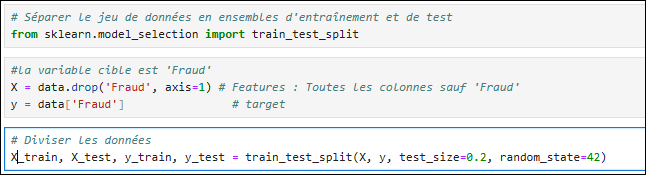 # Séparer le jeu de données en ensembles d'entraînement et de test
from sklearn.model_selection import train_test_split
#la variable cible est 'Fraud'
X = data.drop('Fraud', axis=1) # Features : Toutes les colonnes sauf 'Fraud'
y = data['Fraud']               # target
# Diviser les données
X_train, X_test, y_train, y_test = train_test_split(X, y, test_size=0.2, random_state=42)